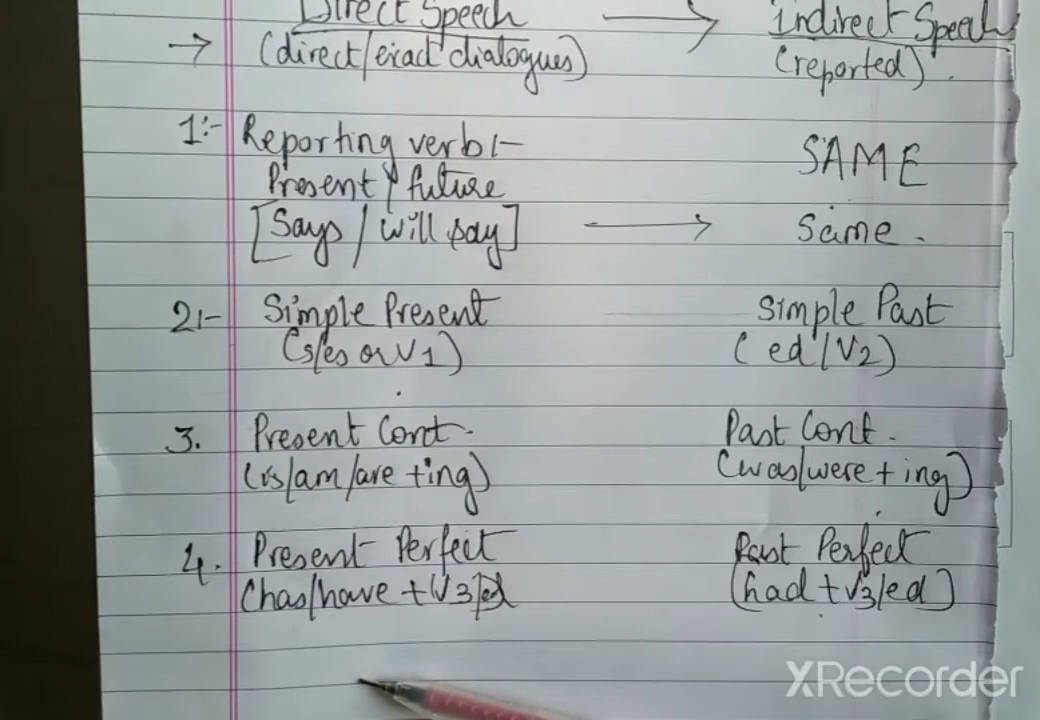 Direct Speech → Indirect Speech
→ (direct/exact dialogues) (reported).
1:- Reporting verb:- SAME
Present / future
[Says / will say] → Same.
2:- Simple Present Simple Past
(s/es or V1) (ed/V2)
3. Present Cont. Past Cont.
(is/am/are +ing) (was/were + ing)
4. Present Perfect Past Perfect
(has/have + V3/ed (had + V3/ed)
XRecorder